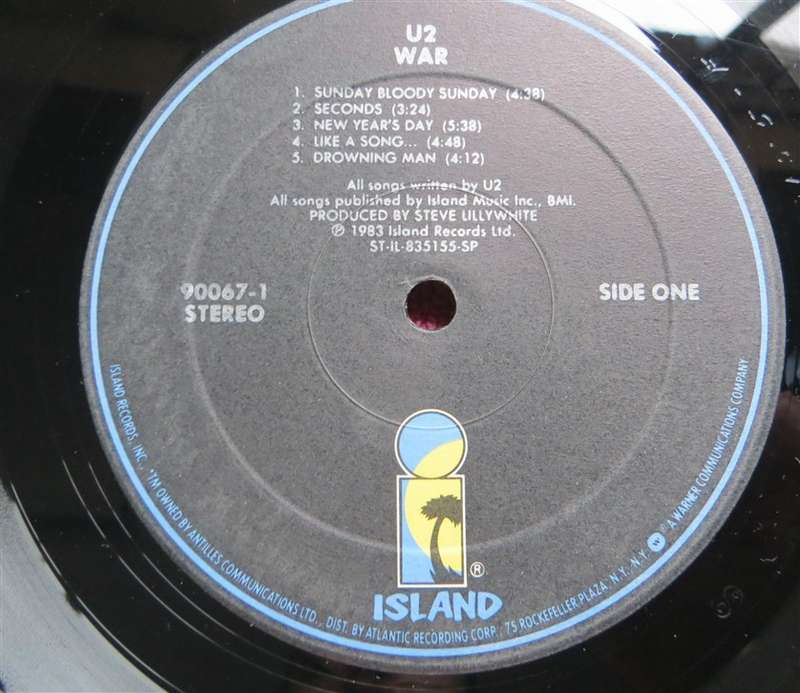 U2
WAR
1. SUNDAY BLOODY SUNDAY (4:38)
2. SECONDS (3:24)
3. NEW YEAR'S DAY (5:38)
4. LIKE A SONG... (4:48)
5. DROWNING MAN (4:12)
All songs written by U2
All songs published by Island Music Inc., BMI.
PRODUCED BY STEVE LILLYWHITE
℗ 1983 Island Records Ltd.
ST-IL-835155-SP
90067-1
STEREO
SIDE ONE
®
ISLAND
ISLAND RECORDS, INC., *TM OWNED BY ANTILLES COMMUNICATIONS LTD., DIST. BY ATLANTIC RECORDING CORP., 75 ROCKEFELLER PLAZA, N.Y., N.Y. W ® A WARNER COMMUNICATIONS COMPANY